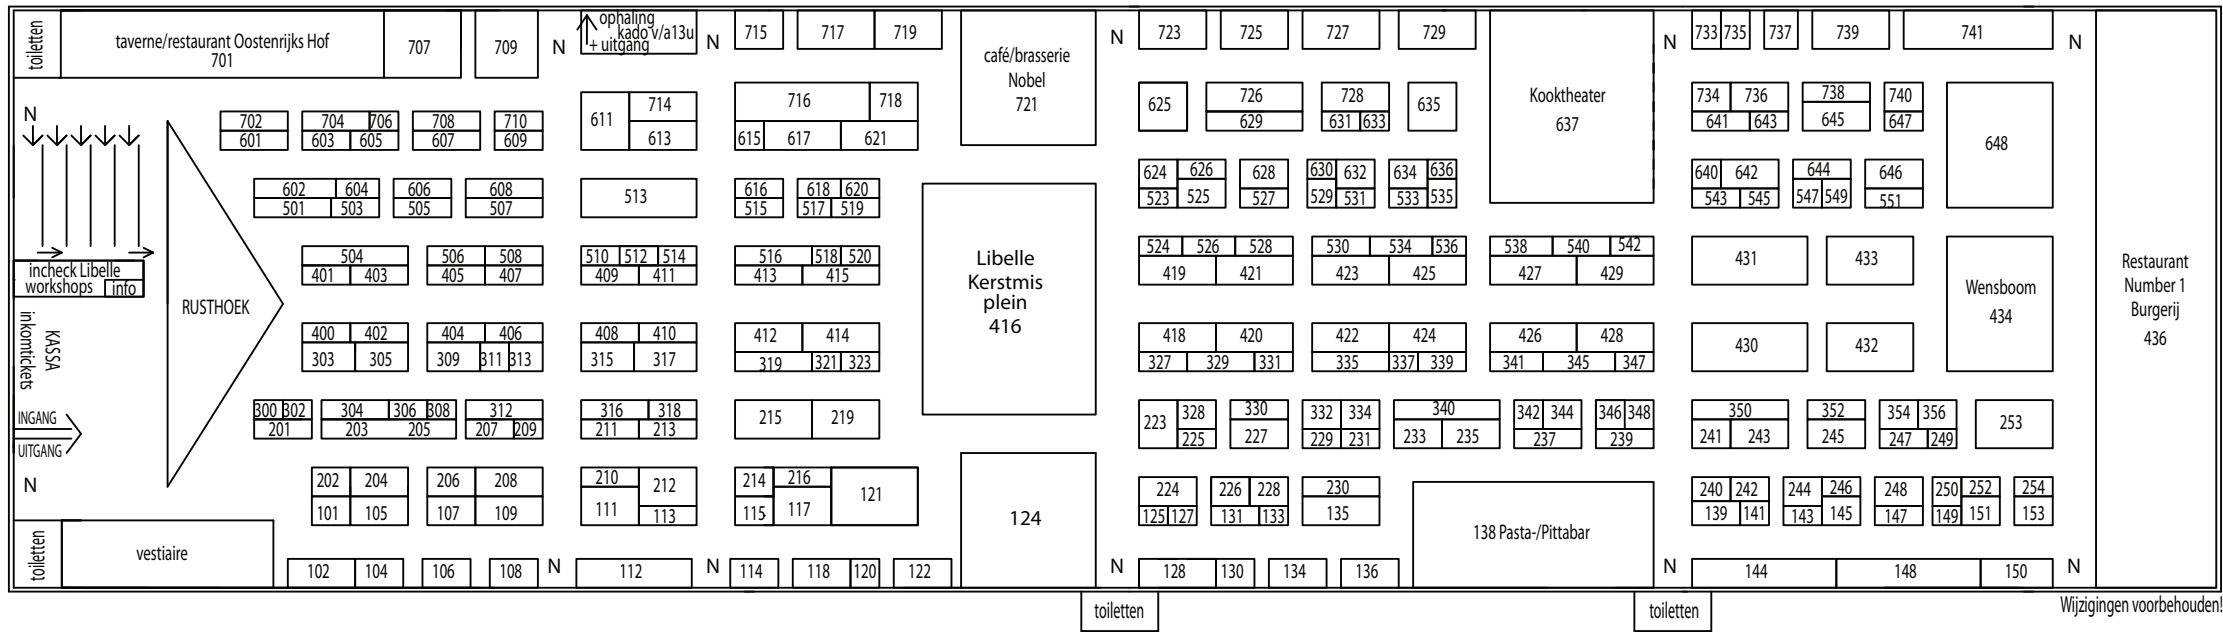 toiletten
taverne/restaurant Oostenrijks Hof
701
707
709
N
ophaling
kado v/a13u
+ uitgang
N
715
717
719
café/brasserie
Nobel
721
N
723
725
727
729
Kooktheater
637
N
733 735 737 739 741
N
N
702 704 706 708 710
601 603 605 607 609
611 714
613
716 718
615 617 621
625
726
629
728
631 633
635
734 736
641 643
738
645
740
647
648
602 604 606 608
501 503 505 507
513
616 618 620
515 517 519
624 626
523 525
628
527
630 632
529 531
634 636
533 535
640 642
543 545
644
547 549
646
551
504 506 508
401 403 405 407
510 512 514
409 411
516 518 520
413 415
Libelle
Kerstmis
plein
416
524 526 528
419 421
530 534 536
423 425
538 540 542
427 429
431
433
Wensboom
434
Restaurant
Number 1
Burgerij
436
incheck Libelle
workshops
info
RUSTHOEK
KASSA
inkomtickets
400 402 404 406
303 305 309 311 313
408 410
315 317
412 414
319 321 323
418 420
327 329 331
422 424
335 337 339
426 428
341 345 347
430
432
INGANG
UITGANG
300 302 304 306 308 312
201 203 205 207 209
316 318
211 213
215 219
223 328
225
330
227
332 334
229 231
340
233 235
342 344
237
346 348
239
350
241 243
352
245
354 356
247 249
253
N
202 204 206 208
101 105 107 109
210 212
111 113
214 216
115 117
121
124
224
125 127
226 228
131 133
230
135
138 Pasta-/Pittabar
240 242
139 141
244 246
143 145
248
147
250 252
149 151
254
153
toiletten
vestiaire
102 104 106 108
N
112
N
114 118 120 122
N
128 130 134 136
N
144 148 150
N
toiletten
toiletten
Wijzigingen voorbehouden!